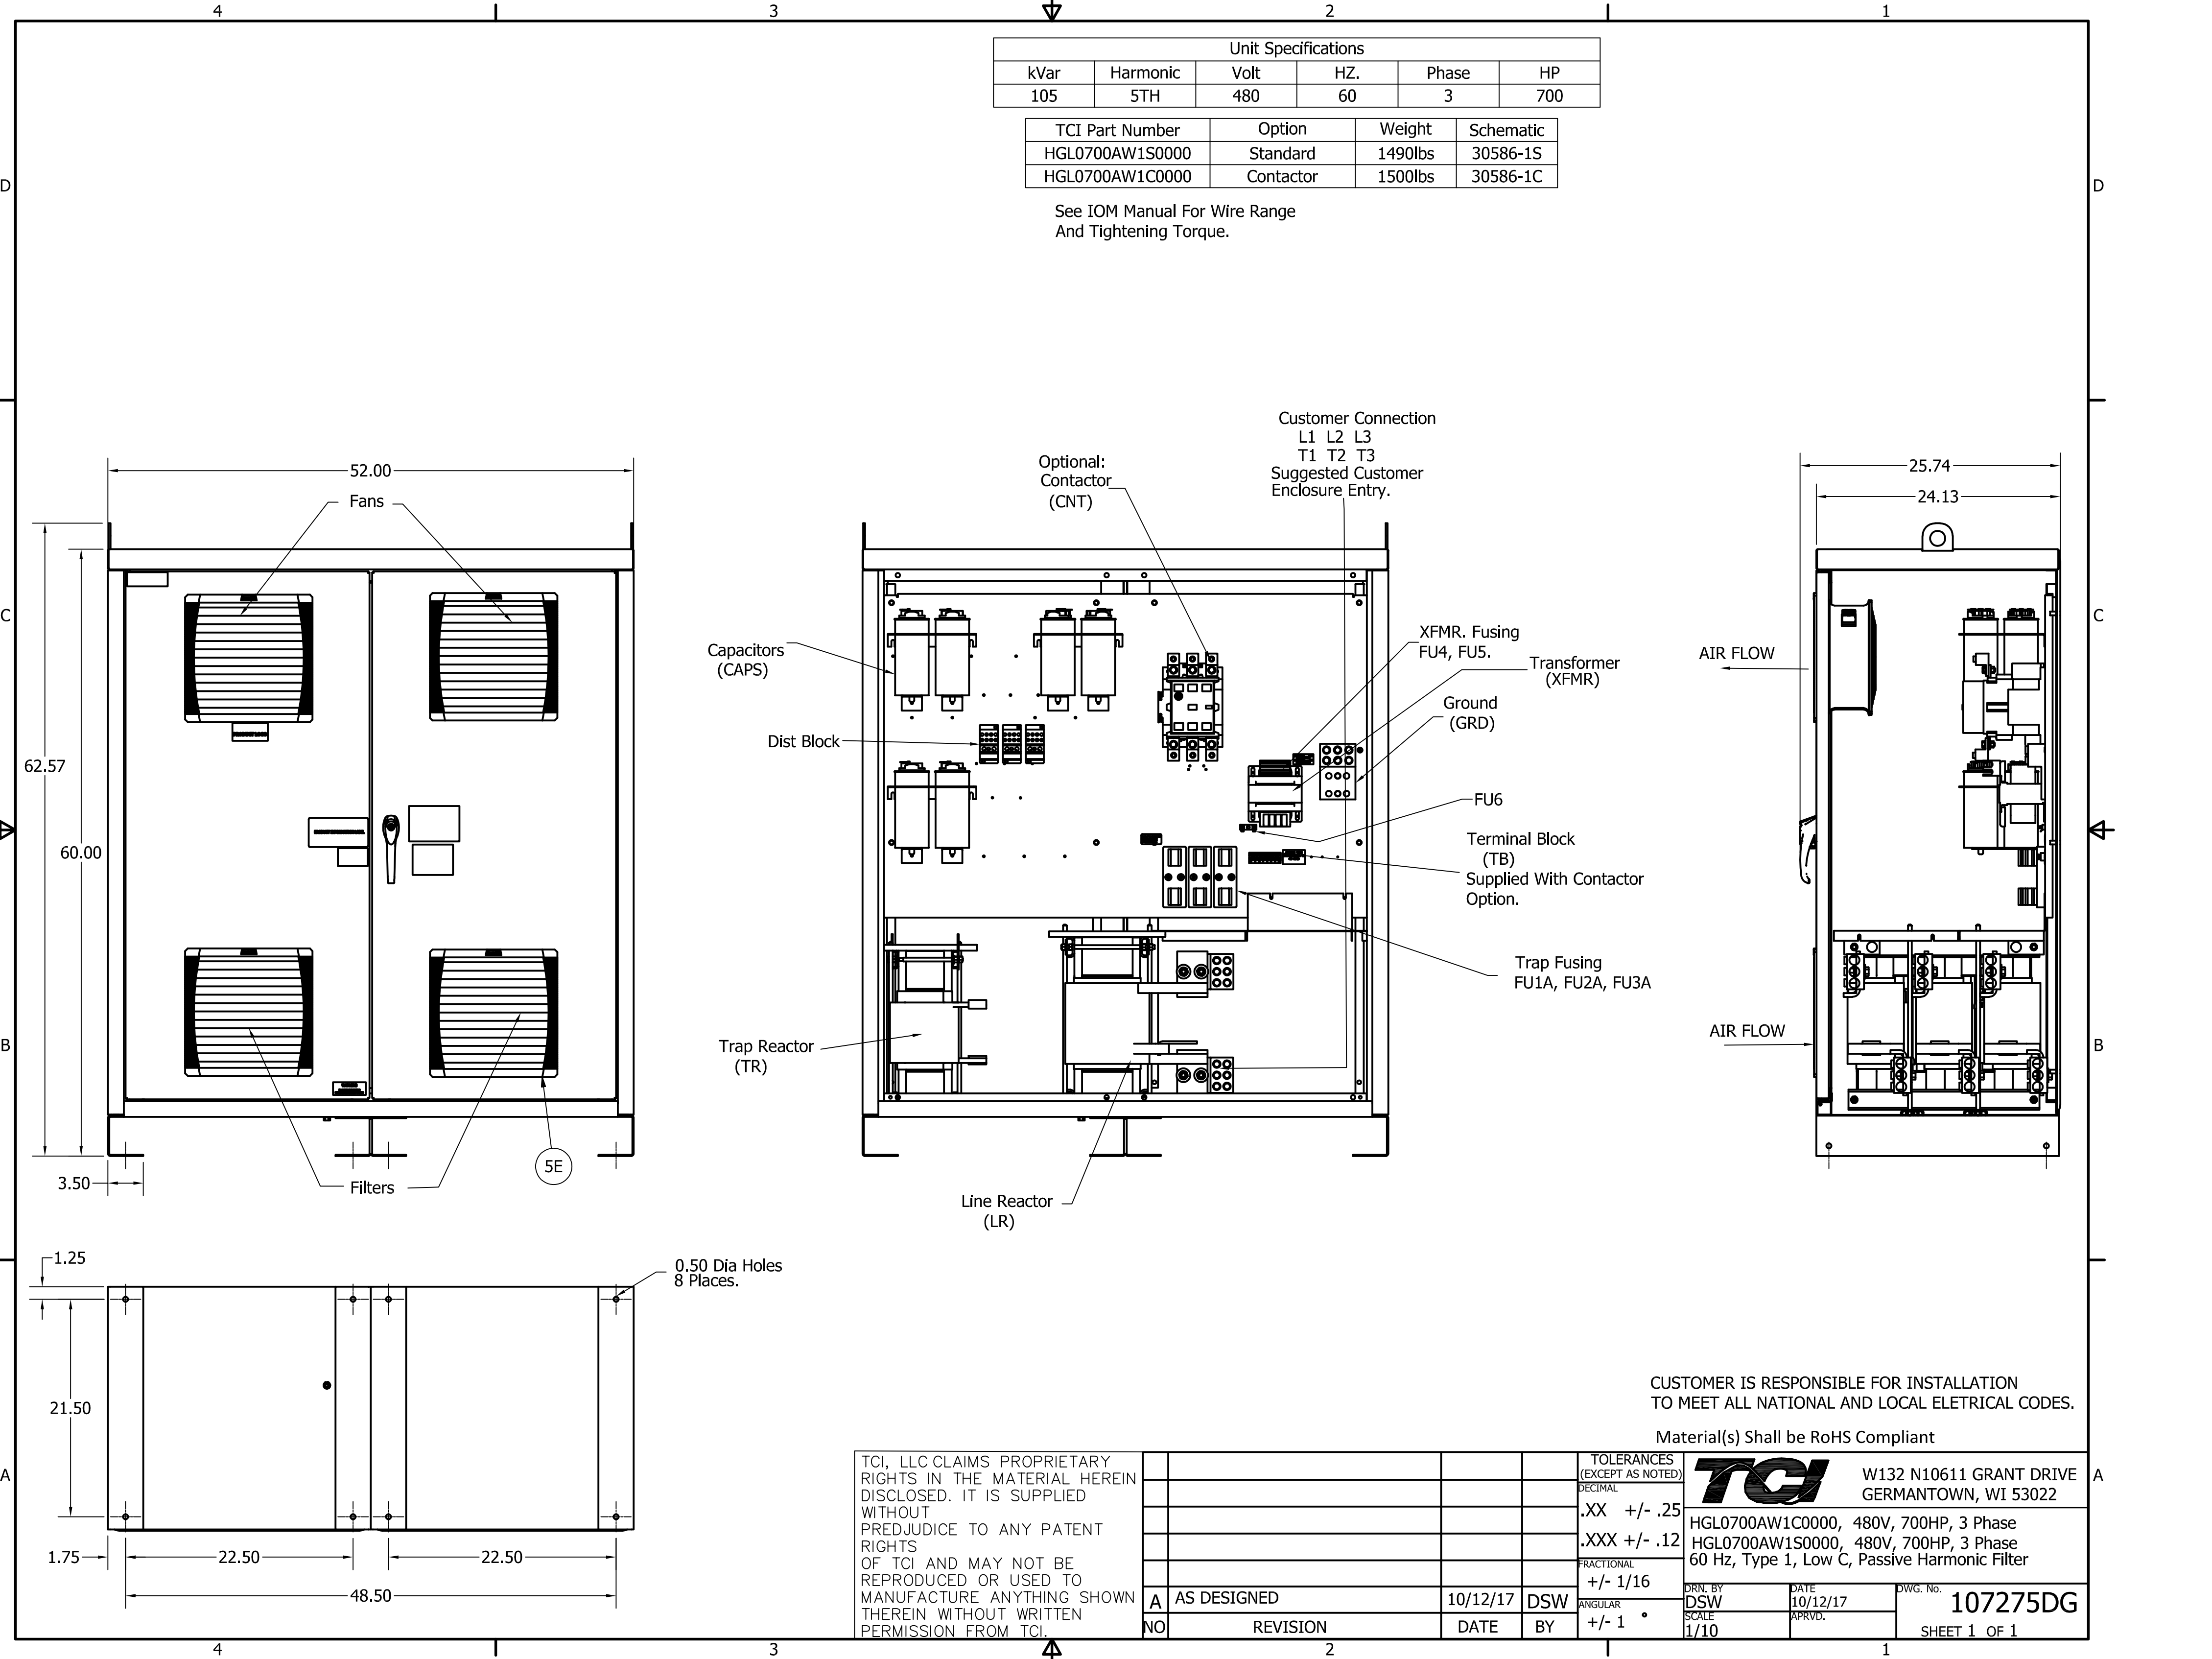 4 3 2 1
Unit Specifications
kVar Harmonic Volt HZ. Phase HP
105 5TH 480 60 3 700
TCI Part Number Option Weight Schematic
HGL0700AW1S0000 Standard 1490lbs 30586-1S
HGL0700AW1C0000 Contactor 1500lbs 30586-1C
See IOM Manual For Wire Range
And Tightening Torque.
D D
C C
B B
A A
52.00
Fans
62.57
60.00
3.50
Filters
5E
Optional:
Contactor
(CNT)
Customer Connection
L1 L2 L3
T1 T2 T3
Suggested Customer
Enclosure Entry.
Capacitors
(CAPS)
Dist Block
Trap Reactor
(TR)
Line Reactor
(LR)
XFMR. Fusing
FU4, FU5.
Transformer
(XFMR)
Ground
(GRD)
FU6
Terminal Block
(TB)
Supplied With Contactor
Option.
Trap Fusing
FU1A, FU2A, FU3A
25.74
24.13
AIR FLOW
AIR FLOW
1.25
0.50 Dia Holes
8 Places.
21.50
1.75
22.50
22.50
48.50
CUSTOMER IS RESPONSIBLE FOR INSTALLATION
TO MEET ALL NATIONAL AND LOCAL ELETRICAL CODES.
Material(s) Shall be RoHS Compliant
TCI, LLC CLAIMS PROPRIETARY
RIGHTS IN THE MATERIAL HEREIN
DISCLOSED. IT IS SUPPLIED
WITHOUT
PREDJUDICE TO ANY PATENT
RIGHTS
OF TCI AND MAY NOT BE
REPRODUCED OR USED TO
MANUFACTURE ANYTHING SHOWN
THEREIN WITHOUT WRITTEN
PERMISSION FROM TCI.
A AS DESIGNED 10/12/17 DSW
NO REVISION DATE BY
TOLERANCES
(EXCEPT AS NOTED)
DECIMAL
.XX +/- .25
.XXX +/- .12
FRACTIONAL
+/- 1/16
ANGULAR
+/- 1 °
TCI
W132 N10611 GRANT DRIVE
GERMANTOWN, WI 53022
HGL0700AW1C0000, 480V, 700HP, 3 Phase
HGL0700AW1S0000, 480V, 700HP, 3 Phase
60 Hz, Type 1, Low C, Passive Harmonic Filter
DRN. BY
DSW
DATE
10/12/17
DWG. No.
107275DG
SCALE
1/10
APRVD.
SHEET 1 OF 1
4 3 2 1